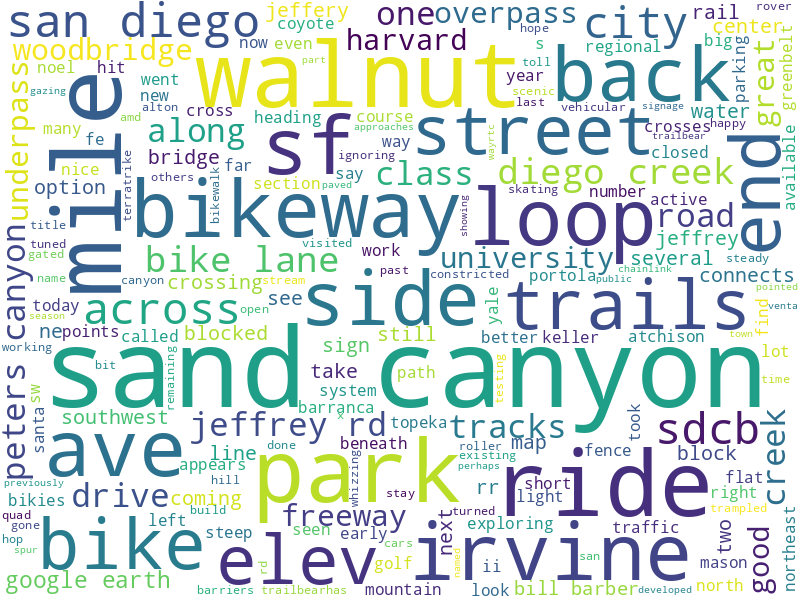 san diego jeffery one overpass city rail rover
coyote center
woodbridge now even harvard s hope regional big
noel hit went part toll year scenic parking great greenbelt
mile walnut back
gazing new alton cross heading course last vehicular signage water
underpass many fe amd along sf approaches street crosses happy
nice bridge far way ignoring wayrtc closed trailbear
option terratrike others bikewalk section paved say class diego creek available
title bikeway skating number active end
tuned visited loop road
gated bike lane university showing several jeffrey
peters canyon name canyon stream work past constricted portola public chainlink connects steady
today season across crossing open see side yale trails find pointed
ne points called blocked still better keller atchison lot venta
working sign town
bit remaining sand canyon path testing time
sw take system
santa southwest x barranca
jeffrey rd topeka tracks map took sdcb
ave line done beneath roller existing fence block creek
previously bikies appears park whizzing rr perhaps ride flat
quad drive coming hill stay short light right trampled
gone left build freeway early turned next exploring traffic two northeast
hop bike steep seen cars irvine good
spur elev golf named ii san mason north
google earth barriers rd trailbearhas mountain look bill barber developed